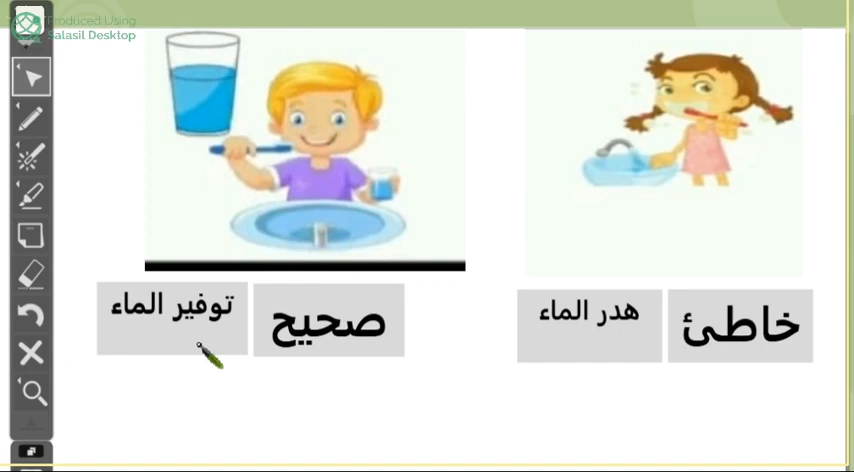 Produced Using
Salasil Desktop
خاطئ
هدر الماء
صحيح
توفير الماء